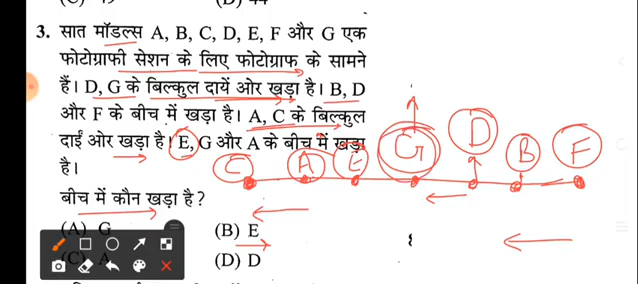 3. सात मॉडल्स A, B, C, D, E, F और G एक
फोटोग्राफी सेशन के लिए फोटोग्राफ के सामने
हैं। D, G के बिल्कुल दायें ओर खड़ा है। B, D
और F के बीच में खड़ा है। A, C के बिल्कुल
दाईं ओर खड़ा है। E, G और A के बीच में खड़ा
है।
C A E G D B F
बीच में कौन खड़ा है?
(A) G (B) E
(C) A (D) D